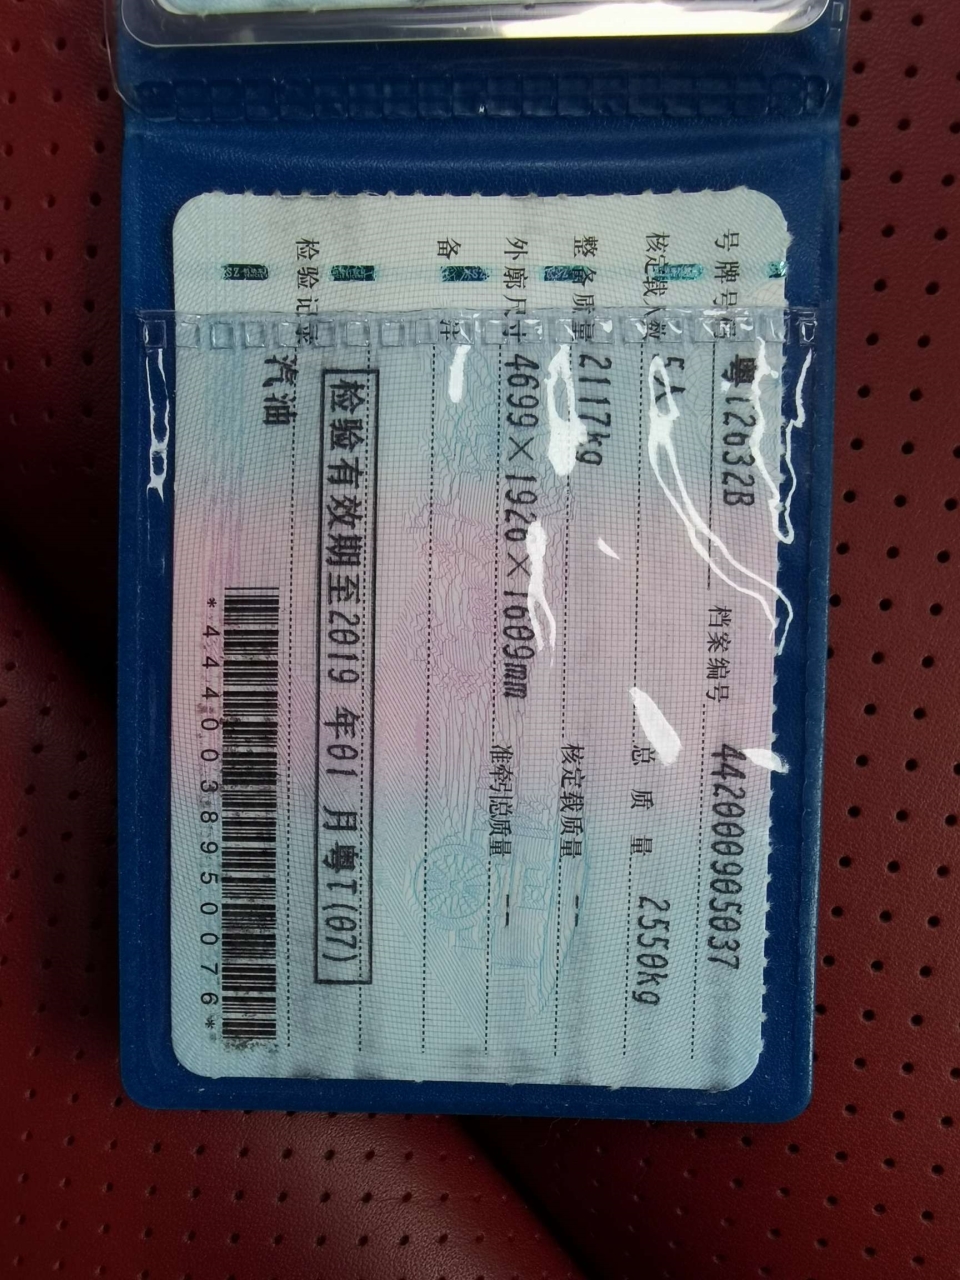 号牌号码 粤T2632B 档案编号 442000905037
核定载人数 5人 总质量 2550kg
整备质量 2117kg 核定载质量 --
外廓尺寸 4699×1926×1609mm 准牵引总质量 --
备注
检验有效期至2019年01月粤T(07)
检验记录
汽油
*4440038950076*